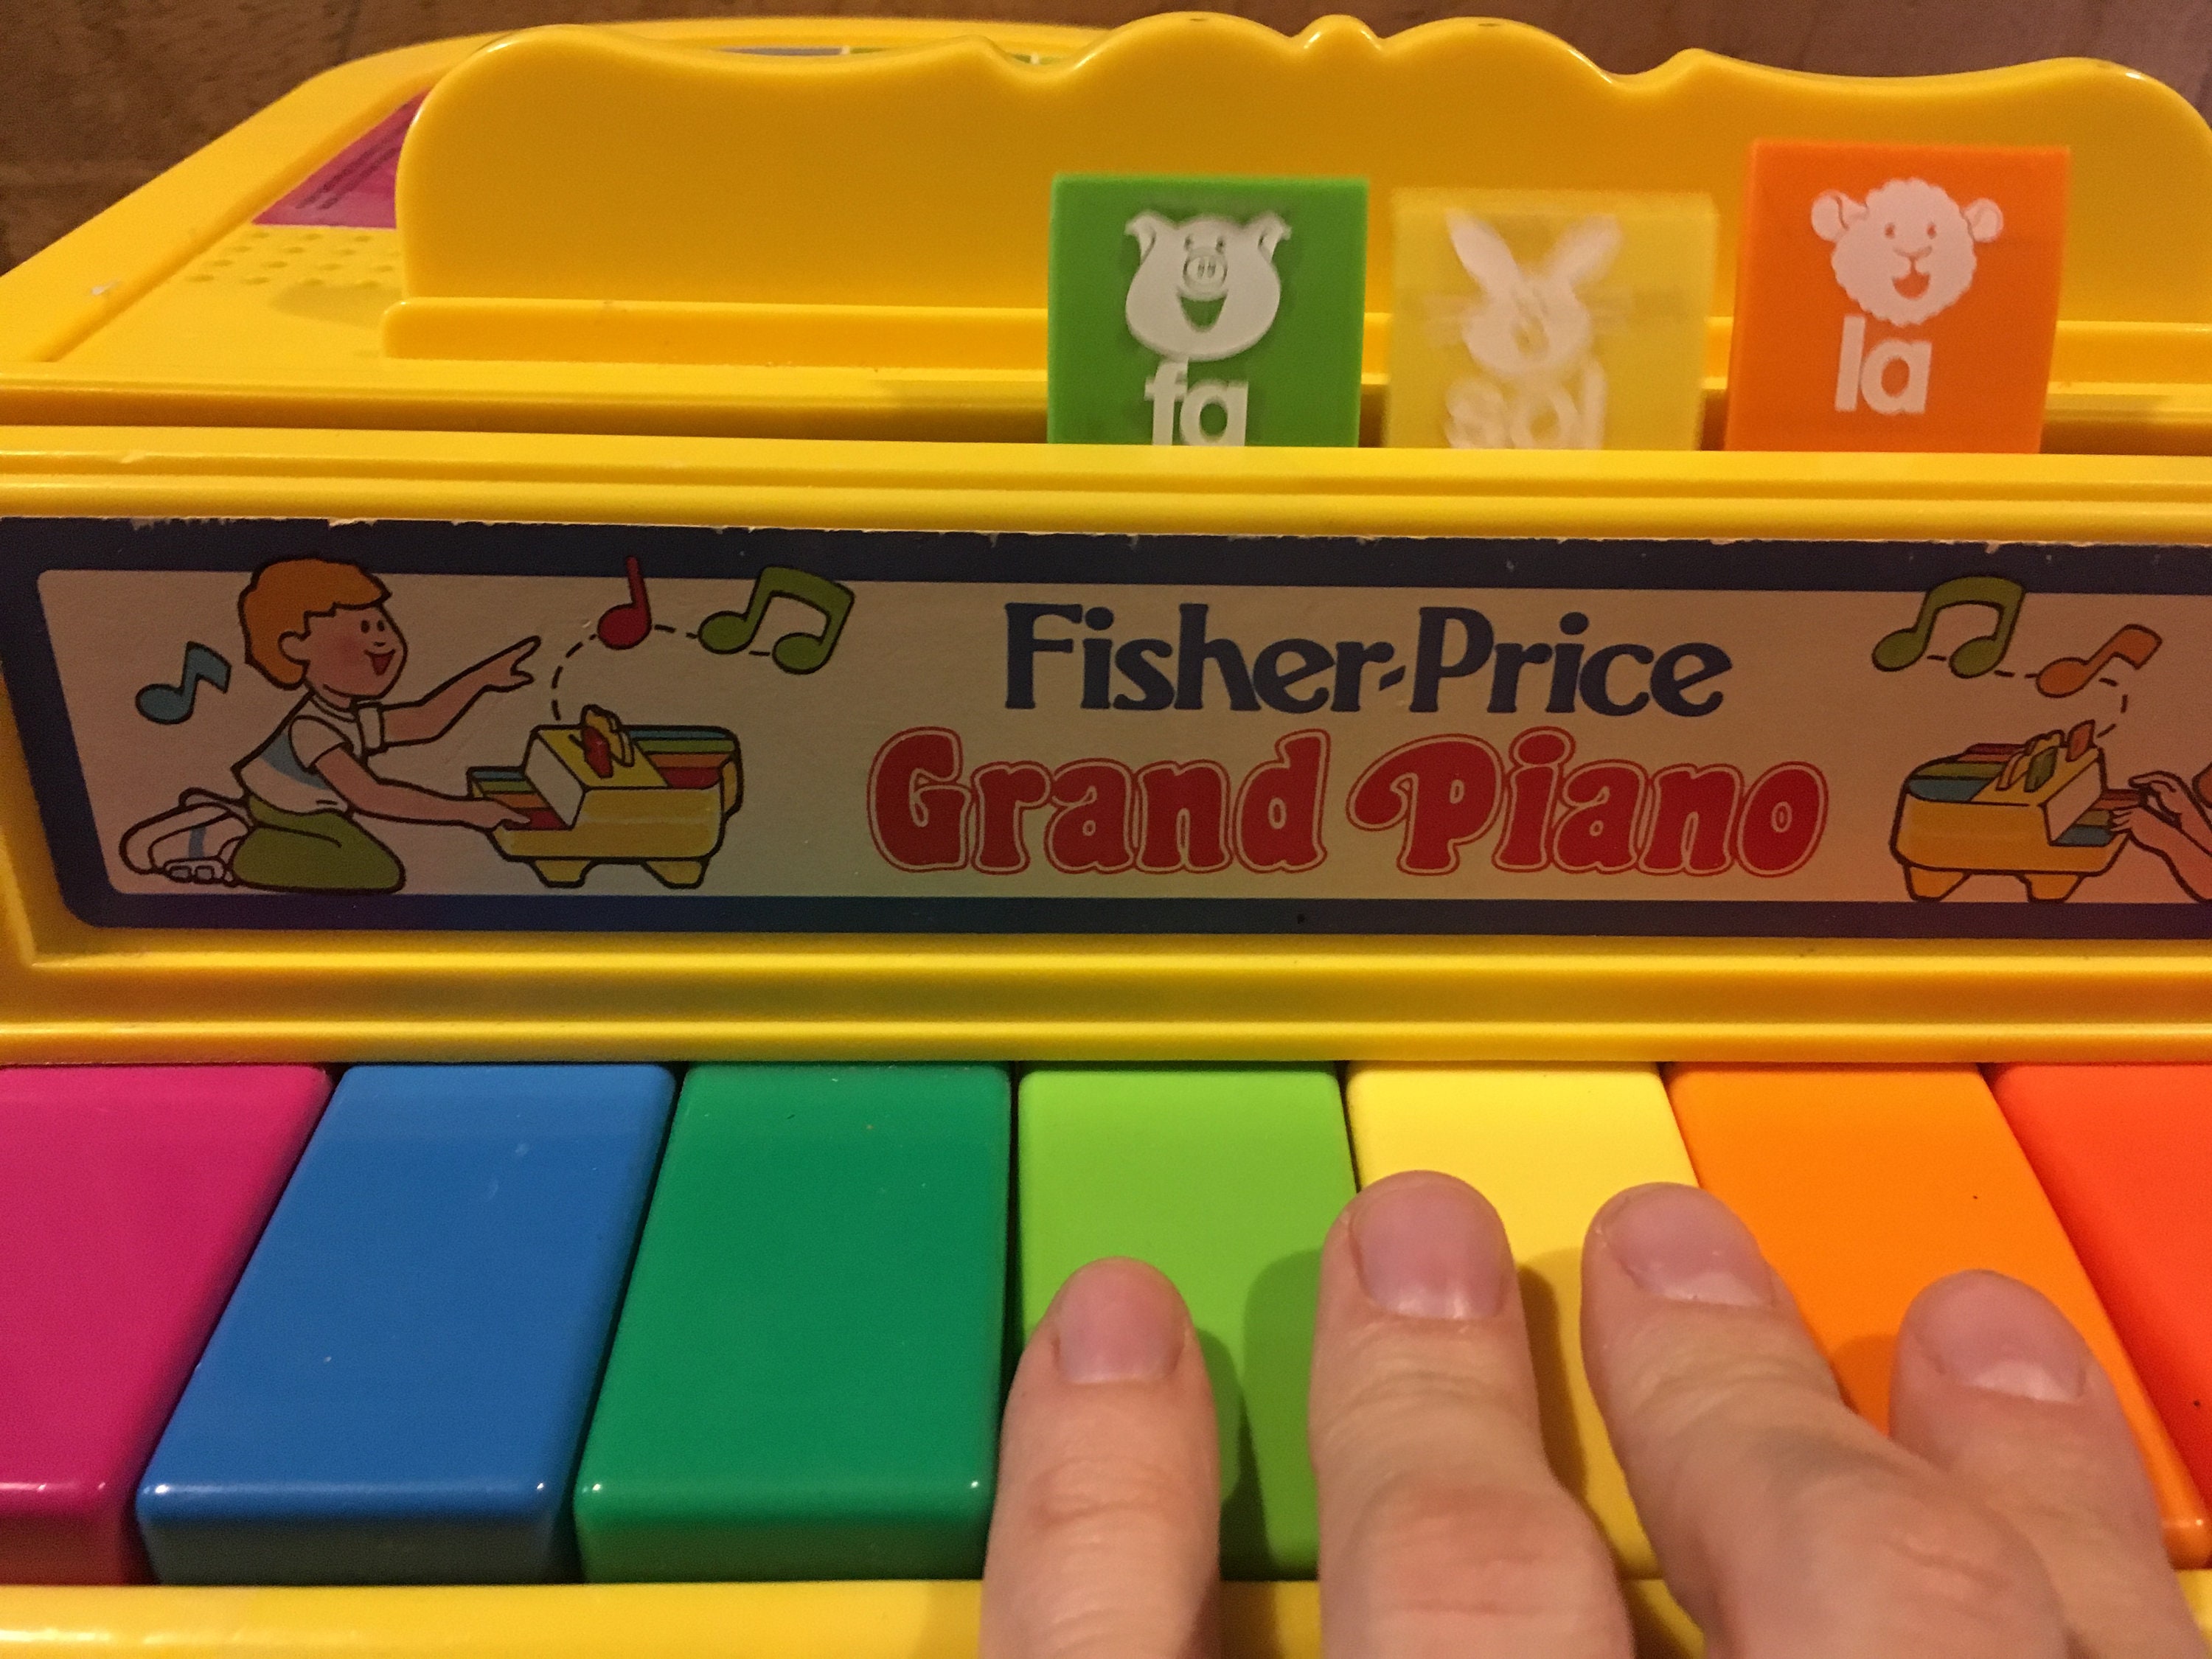 fa
sol
la
Fisher-Price
Grand Piano